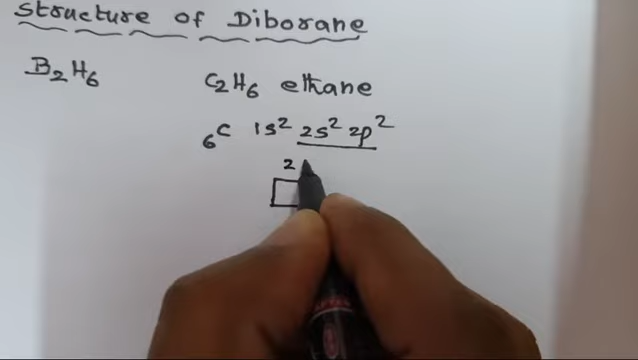 Structure of Diborane
B₂H₆
C₂H₆ ethane
₆C 1s² 2s² 2p²
2